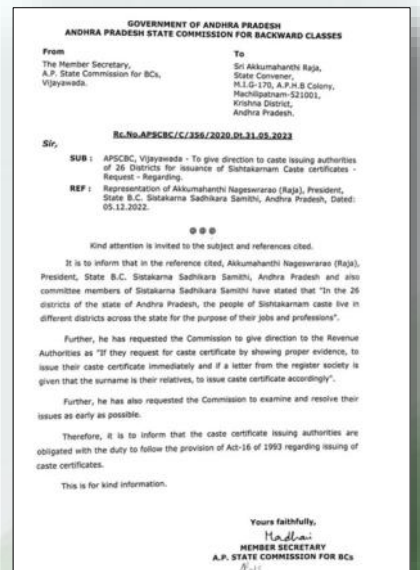 GOVERNMENT OF ANDHRA PRADESH
ANDHRA PRADESH STATE COMMISSION FOR BACKWARD CLASSES
From
The Member Secretary,
A.P. State Commission for BCs,
Vijayawada.
To
Sri Akkumahanthi Raja,
State Convener,
M.I.G-170, A.P.H.B Colony,
Machilipatnam-521001,
Krishna District,
Andhra Pradesh.
Rc.No.APSCBC/C/356/2020,Dt.31.05.2023
Sir,
SUB : APSCBC, Vijayawada - To give direction to caste issuing authorities
of 26 Districts for issuance of Sishtakarnam Caste certificates -
Request - Regarding.
REF : Representation of Akkumahanthi Nageswrarao (Raja), President,
State B.C. Sistakarna Sadhikara Samithi, Andhra Pradesh, Dated:
05.12.2022.
Kind attention is invited to the subject and references cited.
It is to inform that in the reference cited, Akkumahanthi Nageswrarao (Raja),
President, State B.C. Sistakarna Sadhikara Samithi, Andhra Pradesh and also
committee members of Sistakarna Sadhikara Samithi have stated that "In the 26
districts of the state of Andhra Pradesh, the people of Sishtakarnam caste live in
different districts across the state for the purpose of their jobs and professions".
Further, he has requested the Commission to give direction to the Revenue
Authorities as "If they request for caste certificate by showing proper evidence, to
issue their caste certificate immediately and if a letter from the register society is
given that the surname is their relatives, to issue caste certificate accordingly".
Further, he has also requested the Commission to examine and resolve their
issues as early as possible.
Therefore, it is to inform that the caste certificate issuing authorities are
obligated with the duty to follow the provision of Act-16 of 1993 regarding issuing of
caste certificates.
This is for kind information.
Yours faithfully,
Madhavi
MEMBER SECRETARY
A.P. STATE COMMISSION FOR BCs